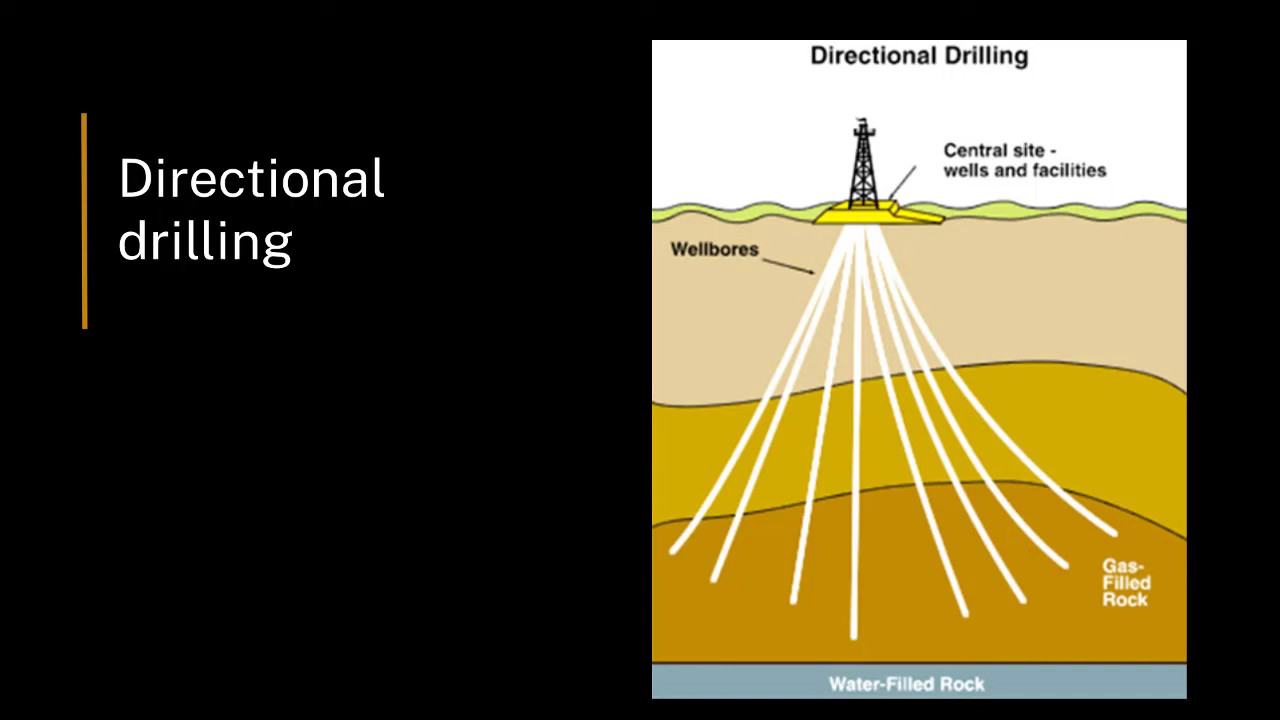 Directional
drilling
Directional Drilling
Central site -
wells and facilities
Wellbores
Gas-
Filled
Rock
Water-Filled Rock